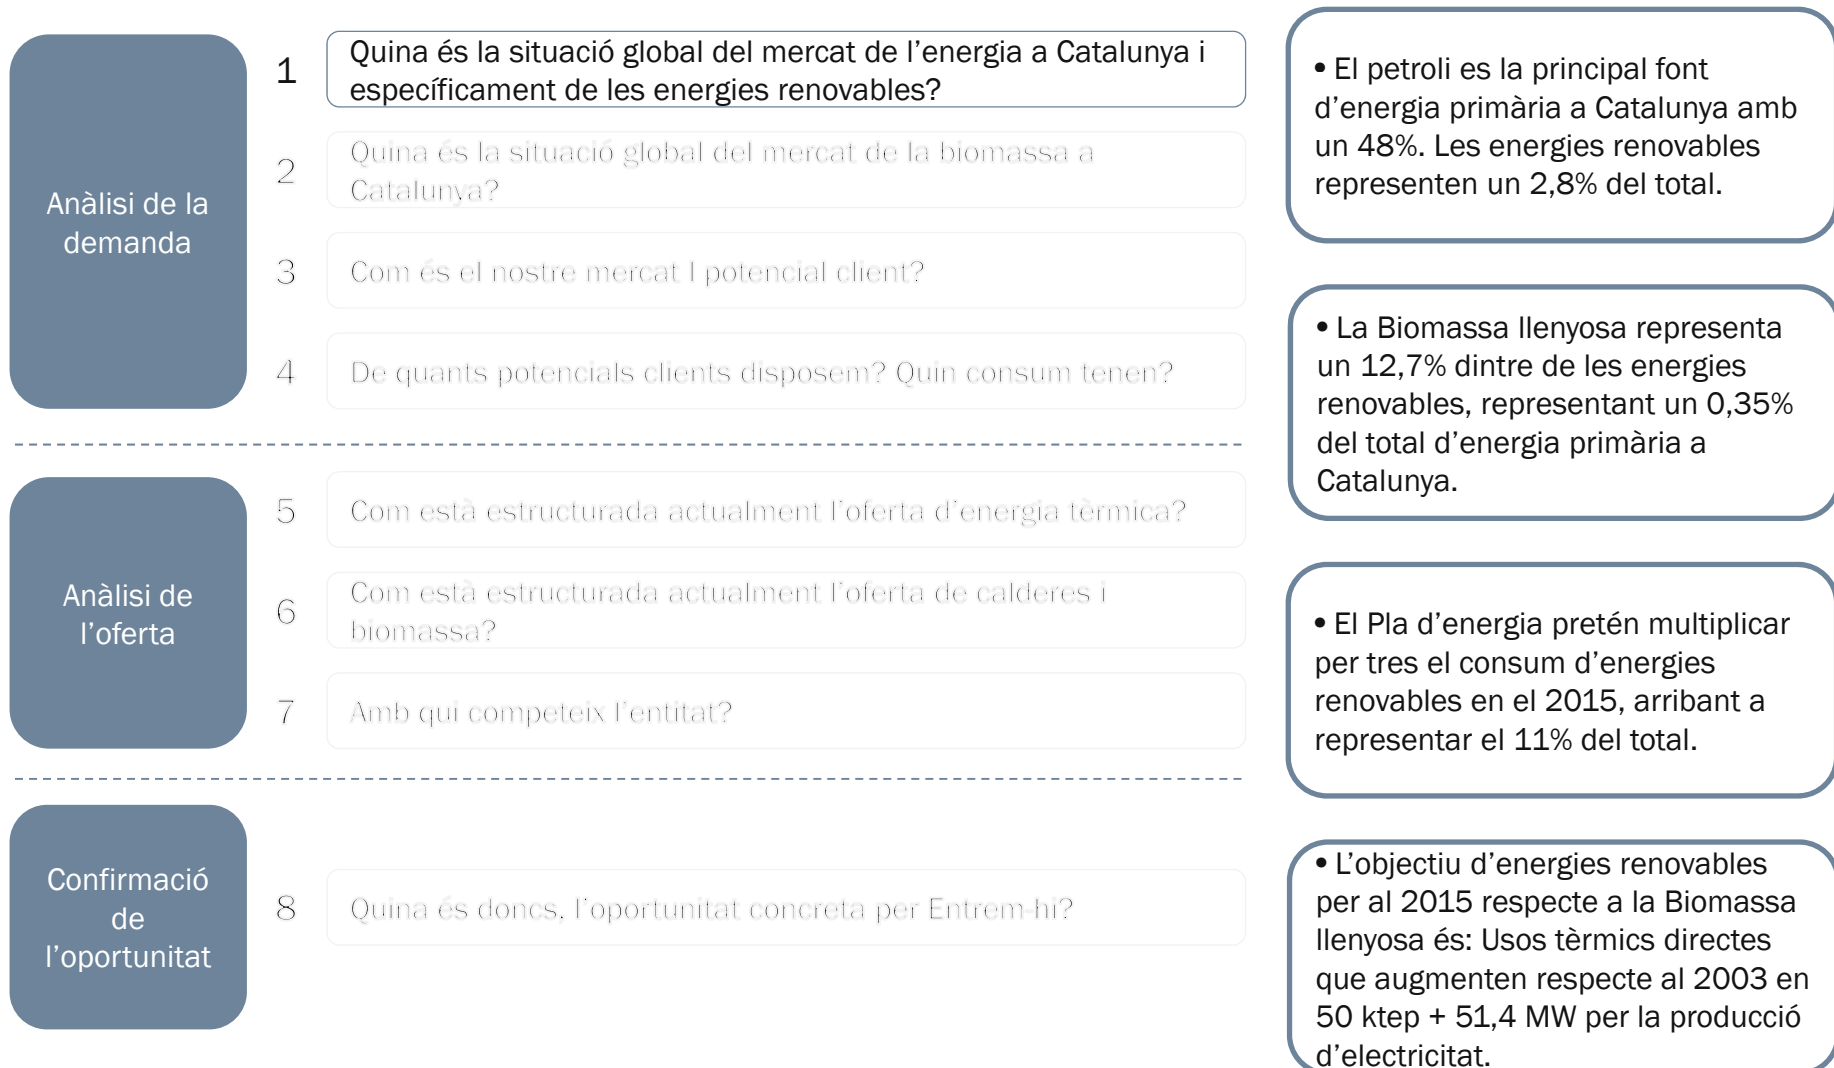 Anàlisi de la
demanda
1
Quina és la situació global del mercat de l’energia a Catalunya i
específicament de les energies renovables?
2
Quina és la situació global del mercat de la biomassa a
Catalunya?
3
Com és el nostre mercat I potencial client?
4
De quants potencials clients disposem? Quin consum tenen?
Anàlisi de
l’oferta
5
Com està estructurada actualment l’oferta d’energia tèrmica?
6
Com està estructurada actualment l’oferta de calderes i
biomassa?
7
Amb qui competeix l’entitat?
Confirmació
de
l’oportunitat
8
Quina és doncs, l’oportunitat concreta per Entrem-hi?
• El petroli es la principal font
d’energia primària a Catalunya amb
un 48%. Les energies renovables
representen un 2,8% del total.
• La Biomassa llenyosa representa
un 12,7% dintre de les energies
renovables, representant un 0,35%
del total d’energia primària a
Catalunya.
• El Pla d’energia pretén multiplicar
per tres el consum d’energies
renovables en el 2015, arribant a
representar el 11% del total.
• L’objectiu d’energies renovables
per al 2015 respecte a la Biomassa
llenyosa és: Usos tèrmics directes
que augmenten respecte al 2003 en
50 ktep + 51,4 MW per la producció
d’electricitat.